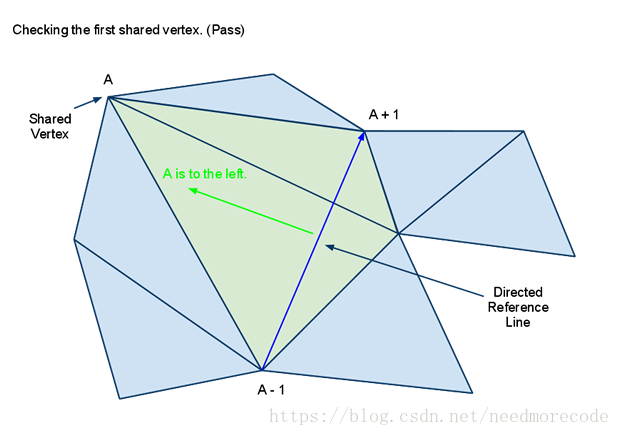 Checking the first shared vertex. (Pass)
A
A + 1
Shared
Vertex
A is to the left.
Directed
Reference
Line
A - 1
https://blog.csdn.net/needmorecode